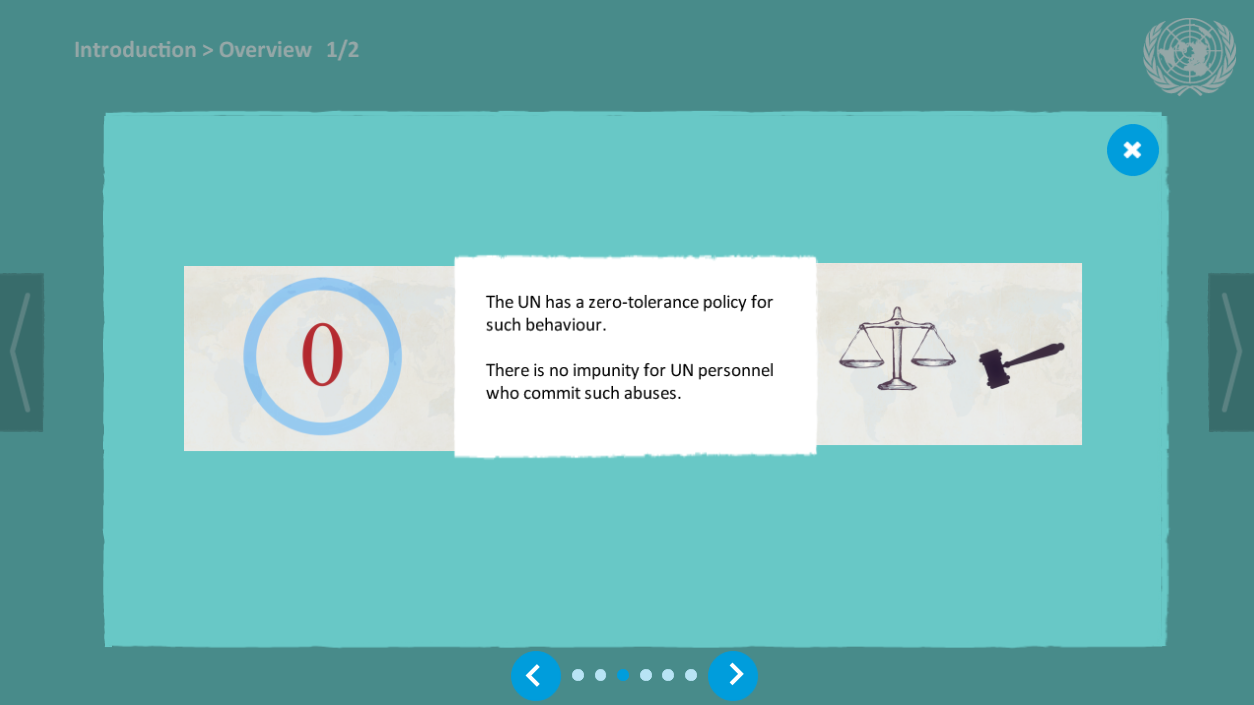 Introduction > Overview 1/2
0
The UN has a zero-tolerance policy for
such behaviour.
There is no impunity for UN personnel
who commit such abuses.